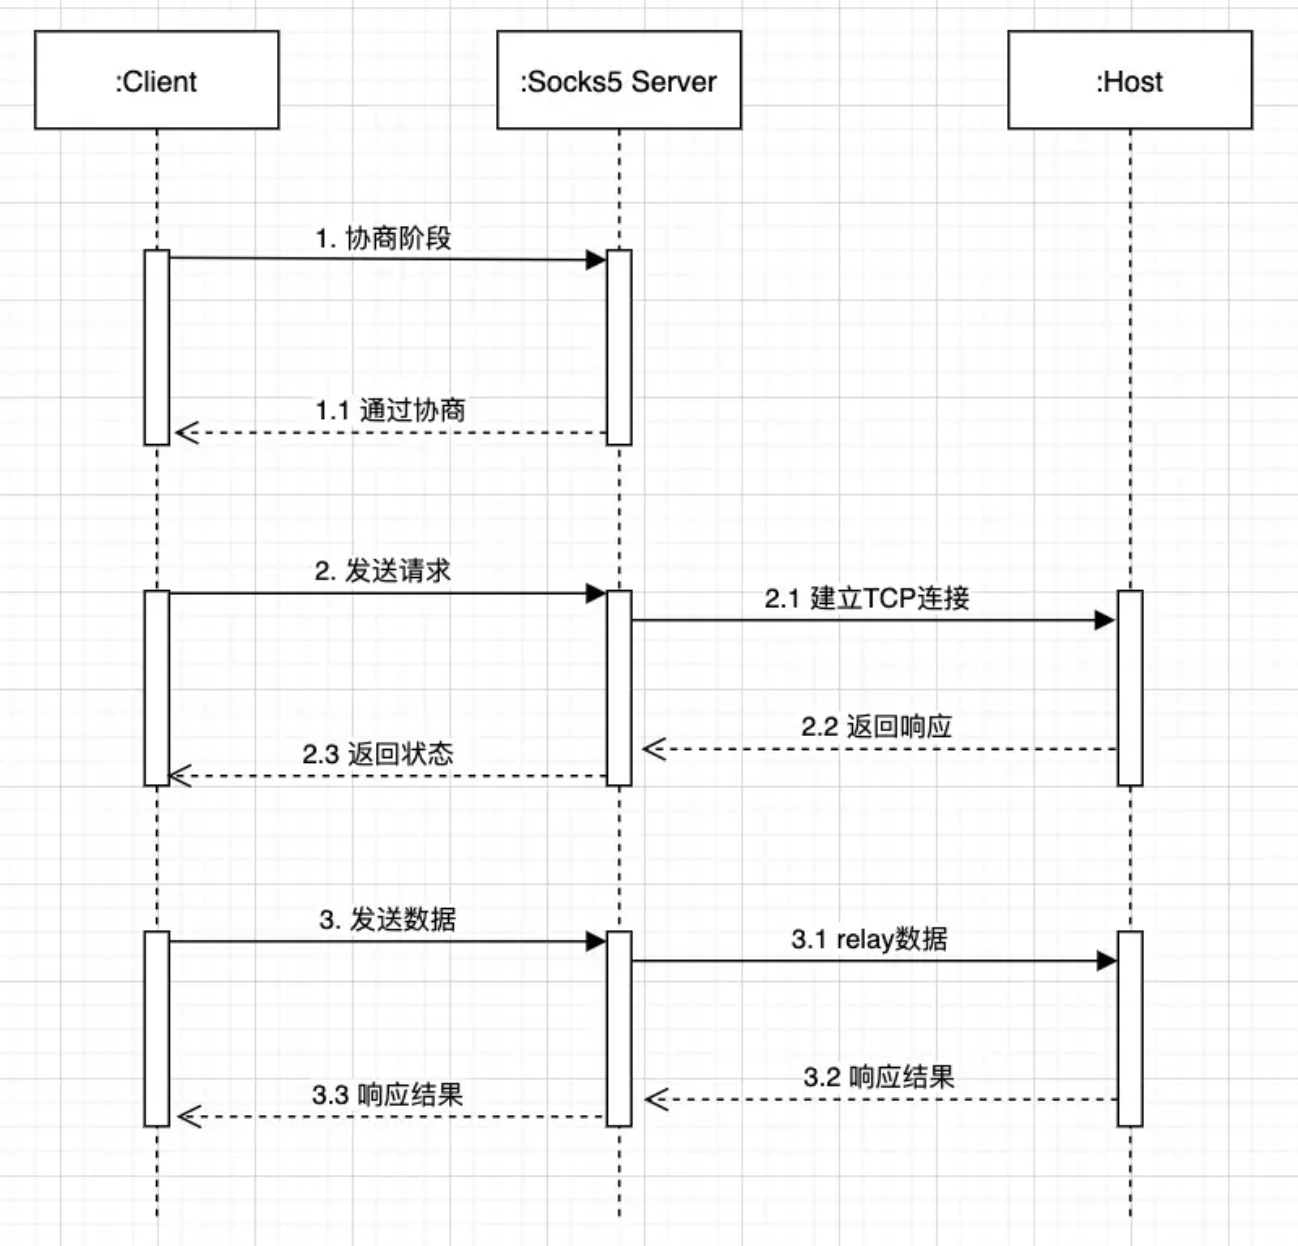 :Client
:Socks5 Server
:Host
1. 协商阶段
1.1 通过协商
2. 发送请求
2.1 建立TCP连接
2.2 返回响应
2.3 返回状态
3. 发送数据
3.1 relay数据
3.2 响应结果
3.3 响应结果